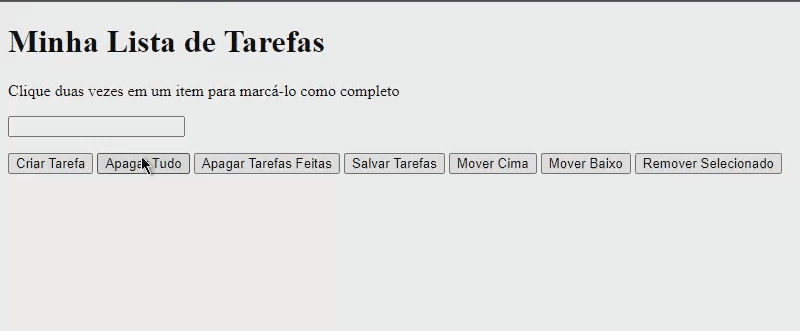 Minha Lista de Tarefas
Clique duas vezes em um item para marcá-lo como completo
Criar Tarefa Apagar Tudo Apagar Tarefas Feitas Salvar Tarefas Mover Cima Mover Baixo Remover Selecionado